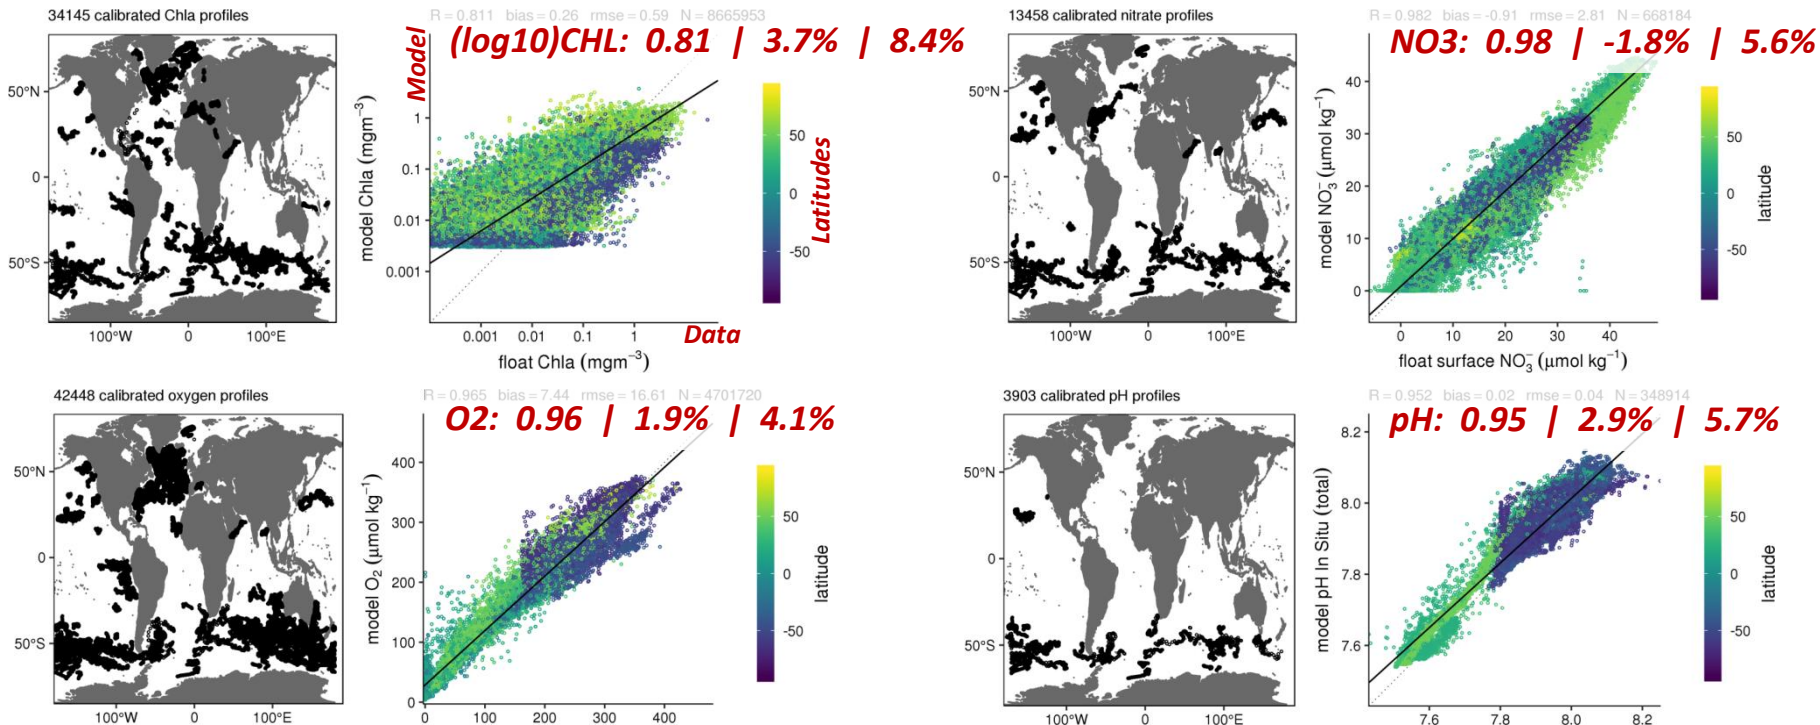 34145 calibrated Chla profiles
50°N
0
50°S
100°W
0
100°E
R = 0.811 bias = 0.26 rmse = 0.59 N = 8665953
(log10)CHL: 0.81 | 3.7% | 8.4%
Model
model Chla (mgm⁻³)
1
0.1
0.01
0.001
0.001
0.01
0.1
1
Data
float Chla (mgm⁻³)
50
0
-50
Latitudes
13458 calibrated nitrate profiles
50°N
0
50°S
100°W
0
100°E
R = 0.982 bias = -0.91 rmse = 2.81 N = 668184
NO3: 0.98 | -1.8% | 5.6%
model NO₃⁻ (μmol kg⁻¹)
40
30
20
10
0
0
10
20
30
40
float surface NO₃⁻ (μmol kg⁻¹)
50
0
-50
latitude
42448 calibrated oxygen profiles
50°N
0
50°S
100°W
0
100°E
R = 0.965 bias = 7.44 rmse = 16.61 N = 4701720
O2: 0.96 | 1.9% | 4.1%
model O₂ (μmol kg⁻¹)
400
300
200
100
0
0
100
200
300
400
50
0
-50
latitude
3903 calibrated pH profiles
50°N
0
50°S
100°W
0
100°E
R = 0.952 bias = 0.02 rmse = 0.04 N = 348914
pH: 0.95 | 2.9% | 5.7%
model pH In Situ (total)
8.2
8.0
7.8
7.6
7.6
7.8
8.0
8.2
50
0
-50
latitude